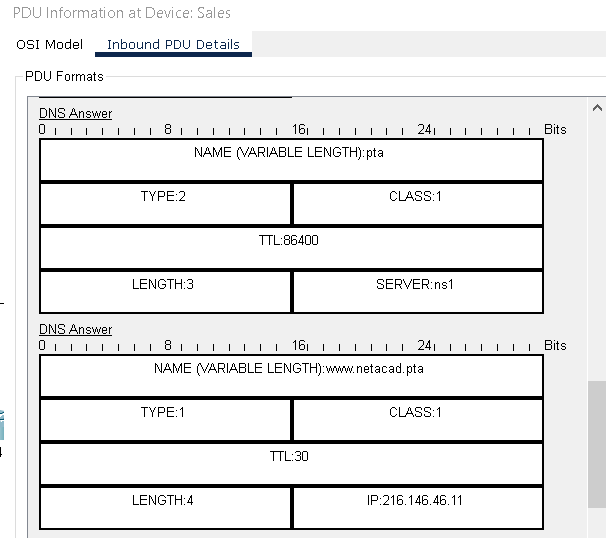 PDU Information at Device: Sales
OSI Model Inbound PDU Details
PDU Formats
DNS Answer
0 8 16 24 Bits
NAME (VARIABLE LENGTH):pta
TYPE:2 CLASS:1
TTL:86400
LENGTH:3 SERVER:ns1
DNS Answer
0 8 16 24 Bits
NAME (VARIABLE LENGTH):www.netacad.pta
TYPE:1 CLASS:1
TTL:30
LENGTH:4 IP:216.146.46.11